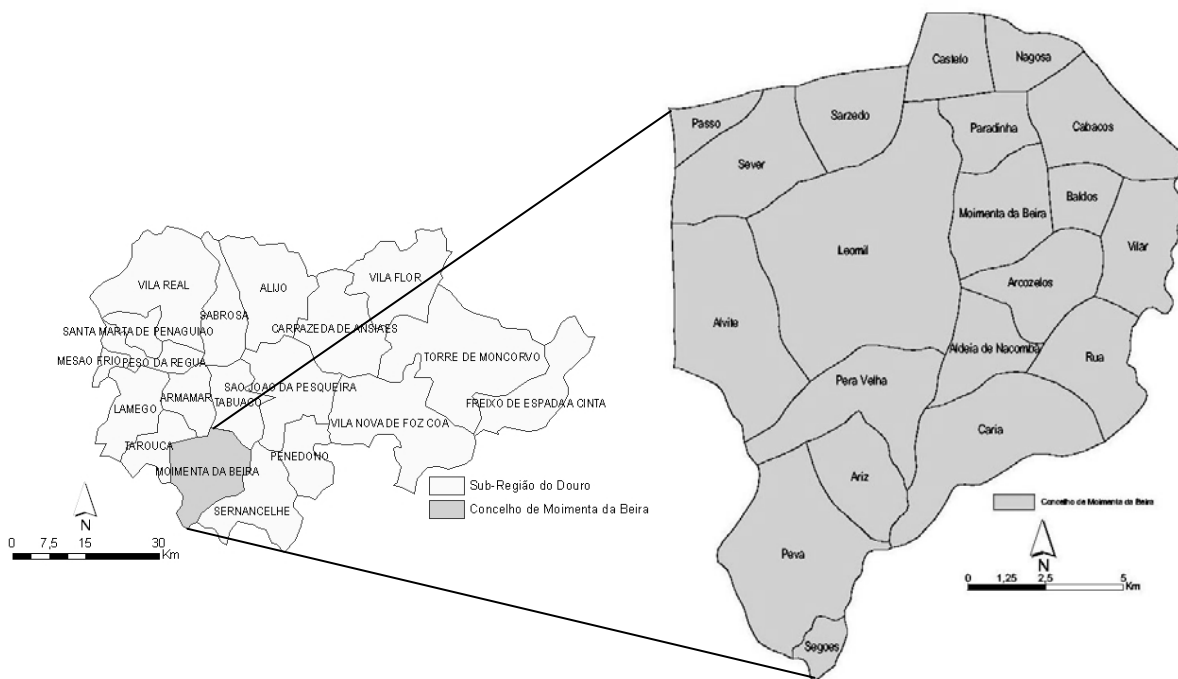 VILA REAL
ALIJO
VILA FLOR
SABROSA
CARRAZEDA DE ANSIAES
SANTA MARTA DE PENAGUIAO
MESAO FRIO
PESO DA REGUA
TORRE DE MONCORVO
SAO JOAO DA PESQUEIRA
LAMEGO
ARMAMAR
TABUACO
FREIXO DE ESPADA A CINTA
VILA NOVA DE FOZ COA
TAROUCA
MOIMENTA DA BEIRA
PENEDONO
SERNANCELHE
Sub-Região do Douro
Concelho de Moimenta da Beira
N
0 7,5 15 30
Km
Castelo
Nagosa
Passo
Sarzedo
Paradinha
Cabacos
Sever
Baldos
Moimenta da Beira
Leomil
Vilar
Arcozelos
Alvite
Aldeia de Nacomba
Rua
Pera Velha
Caria
Ariz
Peva
Segoes
Concelho de Moimenta da Beira
N
0 1,25 2,5 5
Km